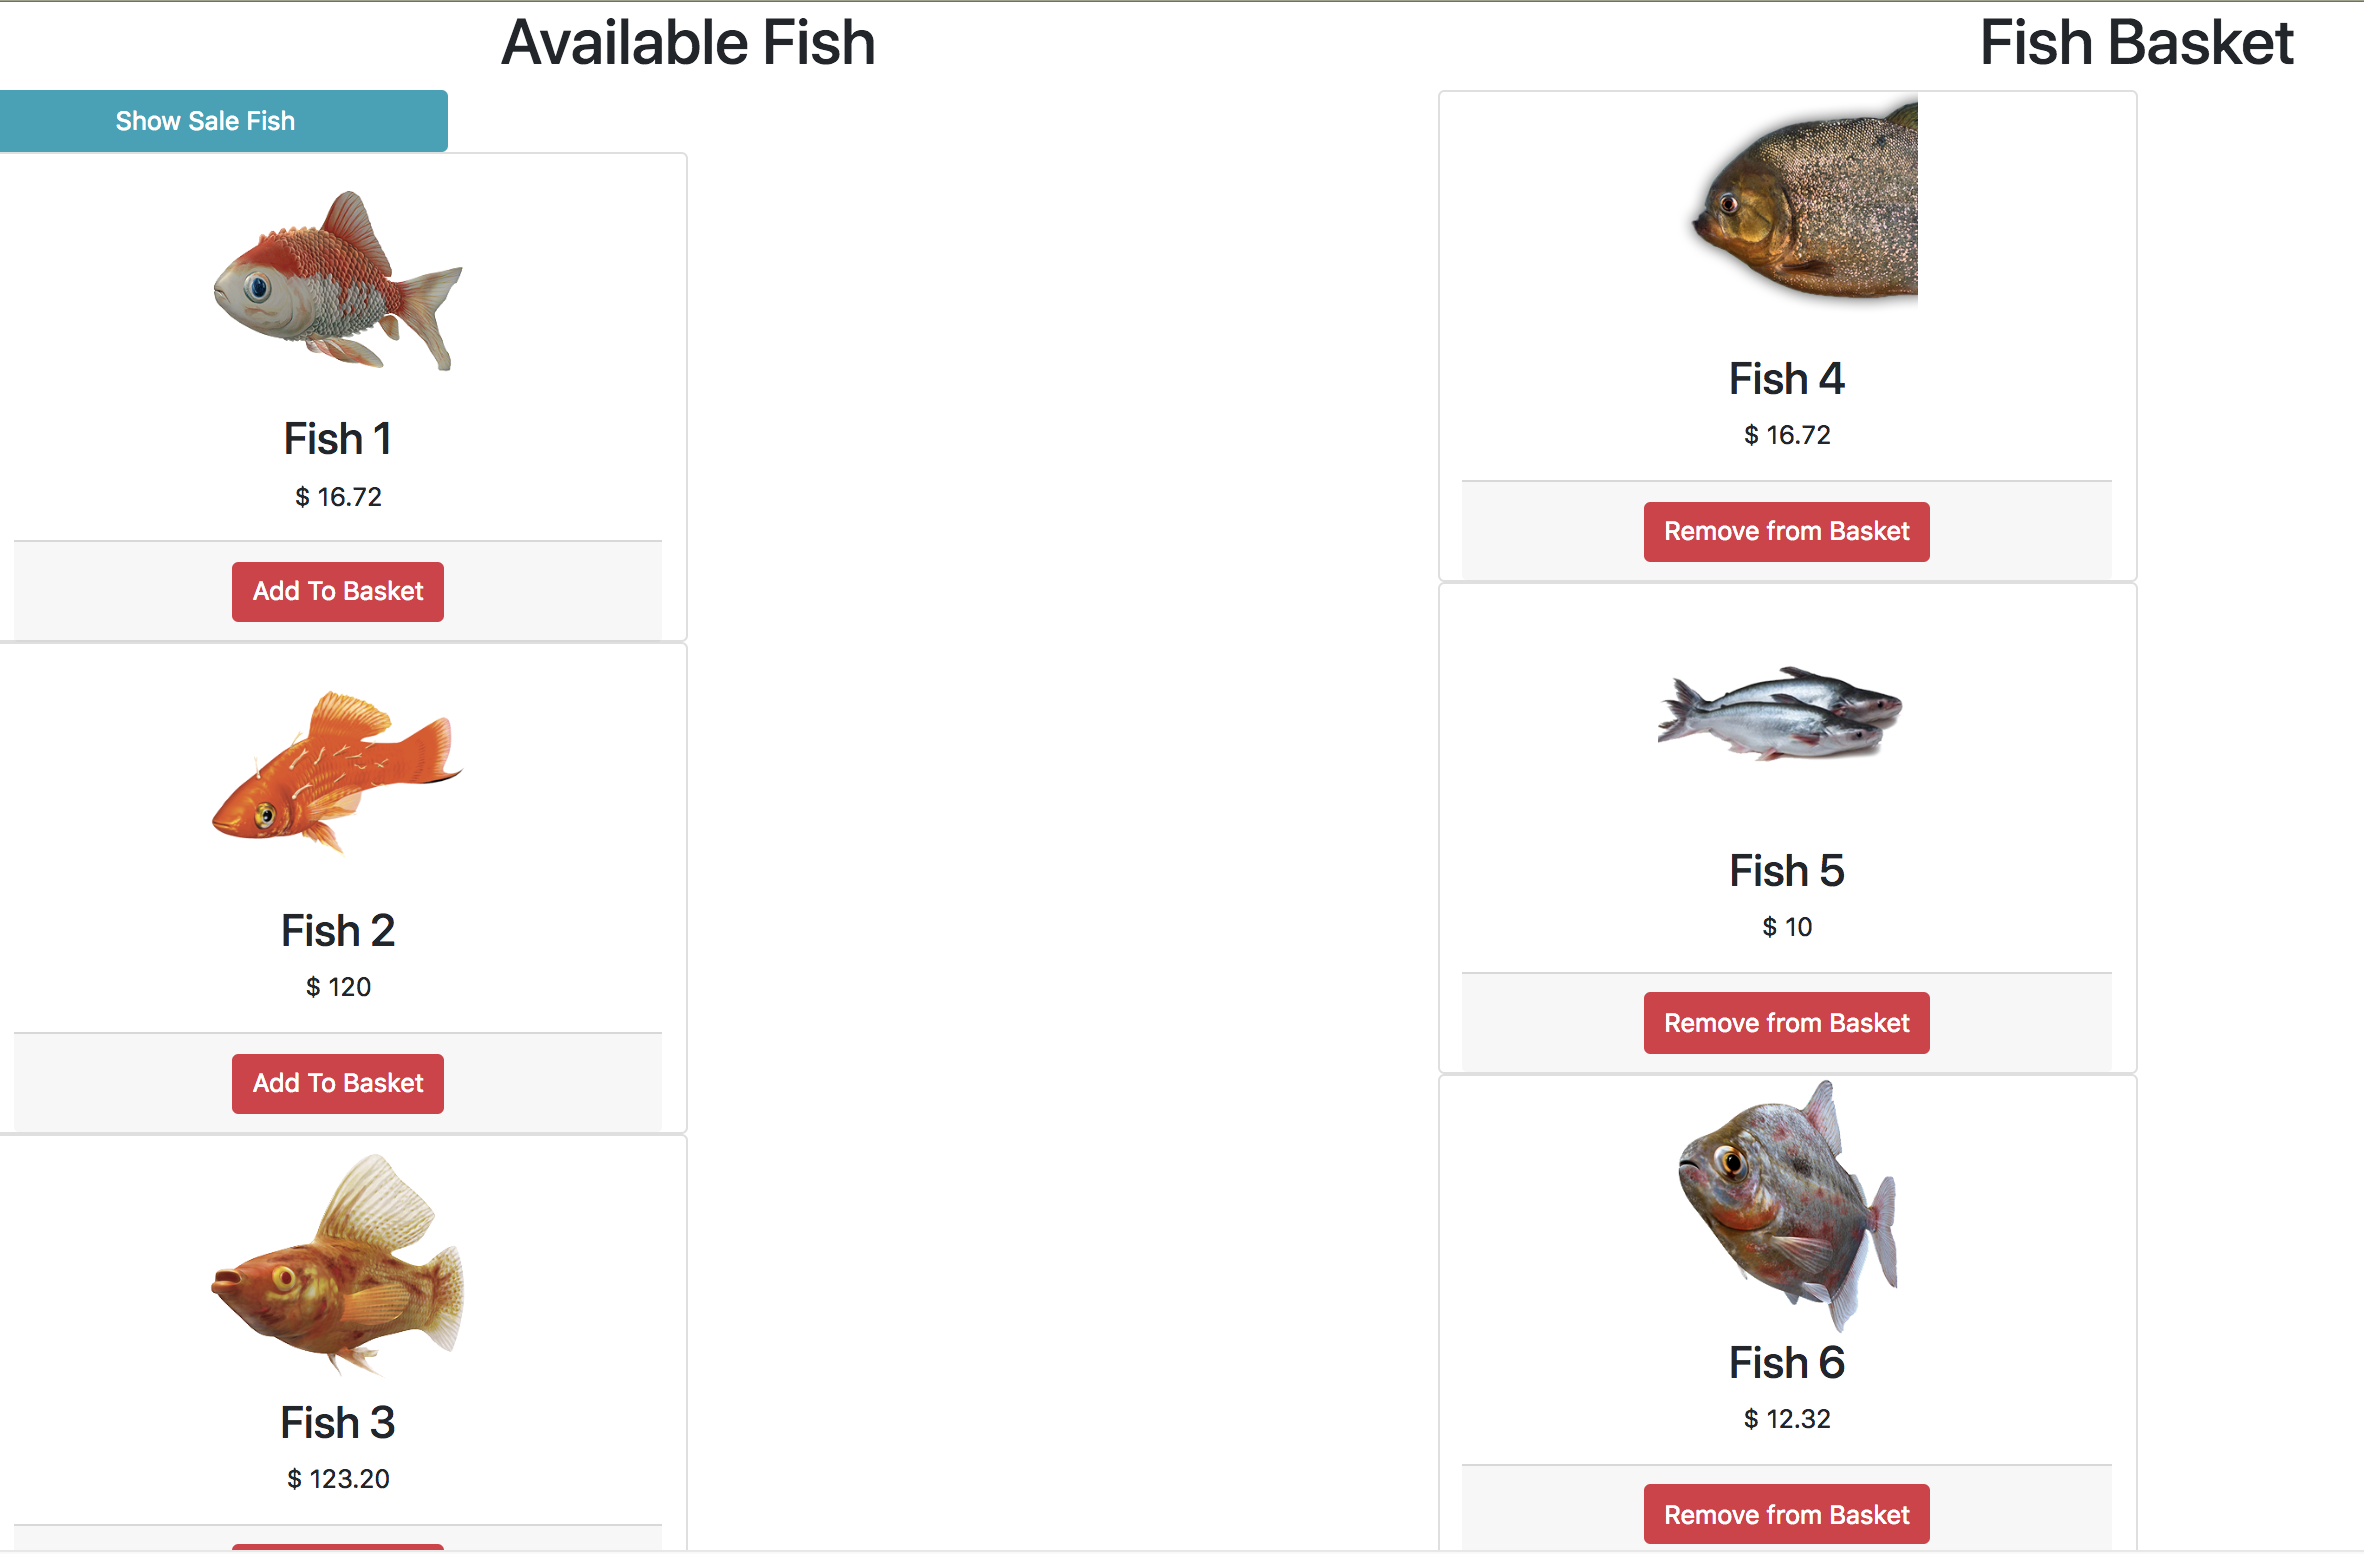 Available Fish
Show Sale Fish
Fish 1
$ 16.72
Add To Basket
Fish 2
$ 120
Add To Basket
Fish 3
$ 123.20
Fish Basket
Fish 4
$ 16.72
Remove from Basket
Fish 5
$ 10
Remove from Basket
Fish 6
$ 12.32
Remove from Basket